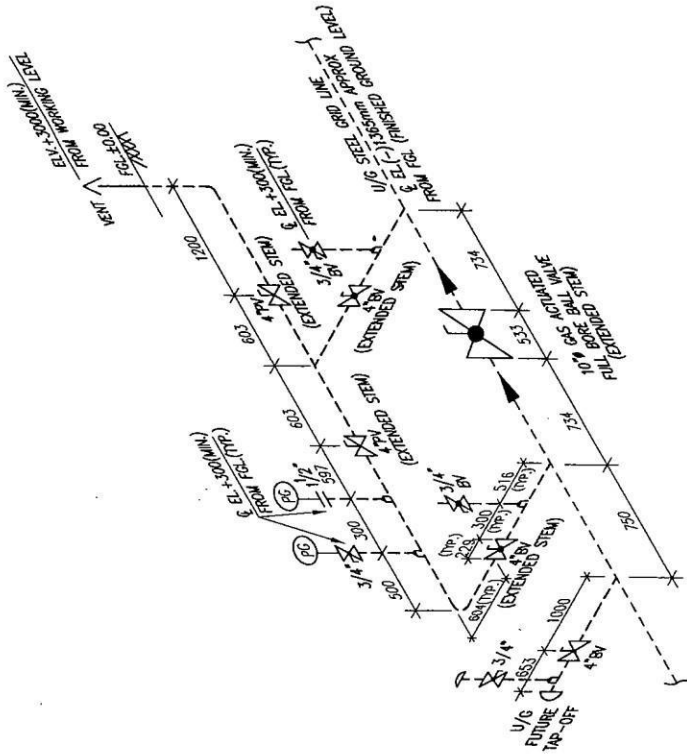 ELV.+3000(MIN.)
FROM WORKING LEVEL
VENT
FGL±0.00
1200
603
603
4"PV
(EXTENDED STEM)
℄ EL +300(MIN.)
FROM FGL(TYP.)
3/4"
BV
4"BV
(EXTENDED STEM)
U/G STEEL GRID LINE
℄ EL(-)1365mm APPROX
FROM FGL (FINISHED GROUND LEVEL)
℄ EL +300(MIN.)
FROM FGL(TYP.)
PG
1/2"
597
PG
3/4"
300
500
4"PV
(EXTENDED STEM)
3/4"
BV
516
(TYP.)
300
(TYP.)
229
(TYP.)
604(TYP.)
4"BV
(EXTENDED STEM)
734
533
734
750
10"ø GAS ACTUATED
FULL BORE BALL VALVE
(EXTENDED STEM)
1000
653
3/4"
4"BV
U/G
FUTURE
TAP-OFF